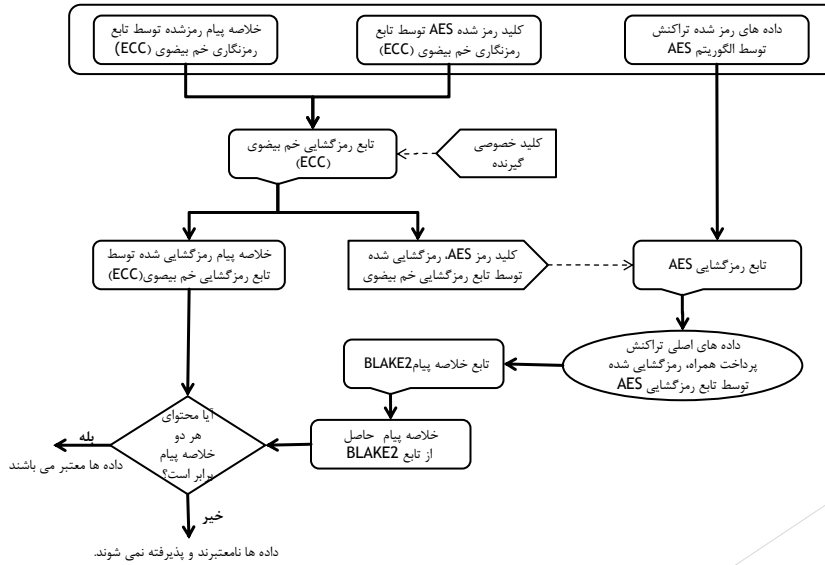 داده های رمز شده تراکنش
توسط الگوریتم AES
کلید رمز شده AES توسط تابع
رمزنگاری خم بیضوی (ECC)
خلاصه پیام رمزشده توسط تابع
رمزنگاری خم بیضوی (ECC)
تابع رمزگشایی خم بیضوی
(ECC)
کلید خصوصی
گیرنده
تابع رمزگشایی AES
کلید رمز AES، رمزگشایی شده
توسط تابع رمزگشایی خم بیضوی
خلاصه پیام رمزگشایی شده توسط
تابع رمزگشایی خم بیصوی(ECC)
داده های اصلی تراکنش
پرداخت همراه، رمزگشایی شده
توسط تابع رمزگشایی AES
تابع خلاصه پیامBLAKE2
خلاصه پیام حاصل
از تابع BLAKE2
آیا محتوای
هر دو
خلاصه پیام
برابر است؟
بله
داده ها معتبر می باشند
خیر
داده ها نامعتبرند و پذیرفته نمی شوند.